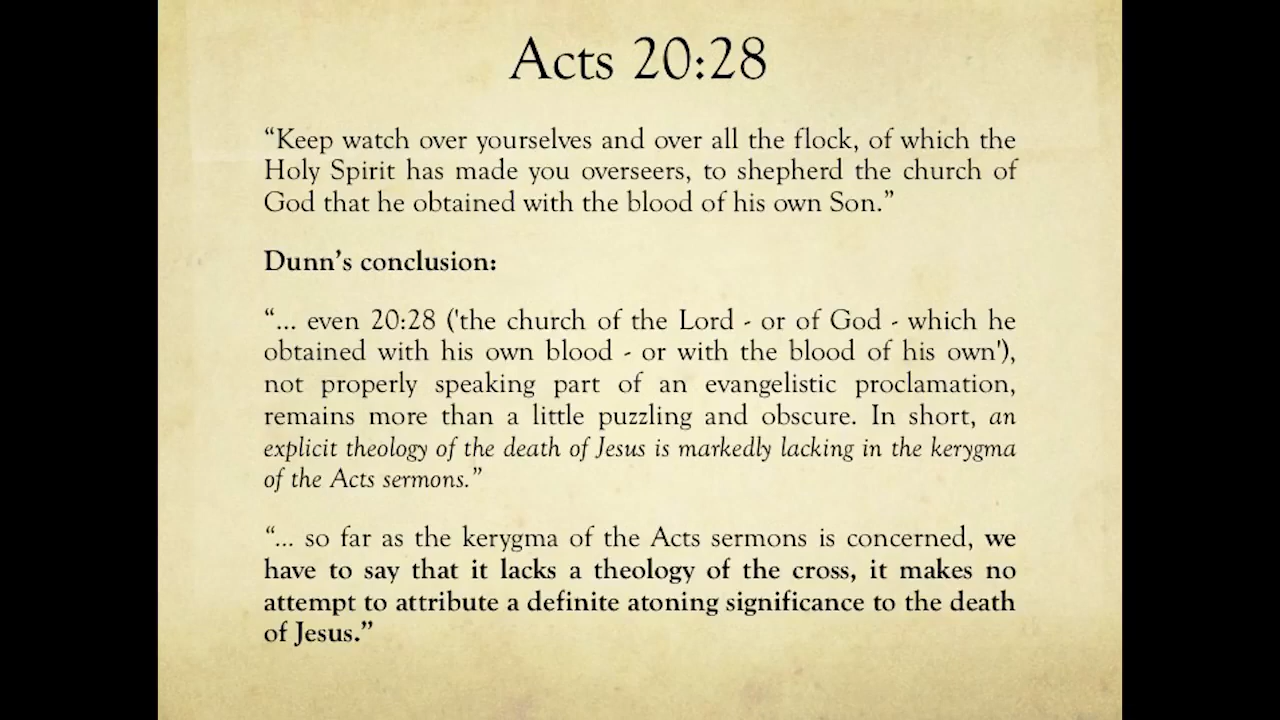 Acts 20:28
“Keep watch over yourselves and over all the flock, of which the
Holy Spirit has made you overseers, to shepherd the church of
God that he obtained with the blood of his own Son.”
Dunn’s conclusion:
“... even 20:28 ('the church of the Lord - or of God - which he
obtained with his own blood - or with the blood of his own'),
not properly speaking part of an evangelistic proclamation,
remains more than a little puzzling and obscure. In short, an
explicit theology of the death of Jesus is markedly lacking in the kerygma
of the Acts sermons.”
“... so far as the kerygma of the Acts sermons is concerned, we
have to say that it lacks a theology of the cross, it makes no
attempt to attribute a definite atoning significance to the death
of Jesus.”